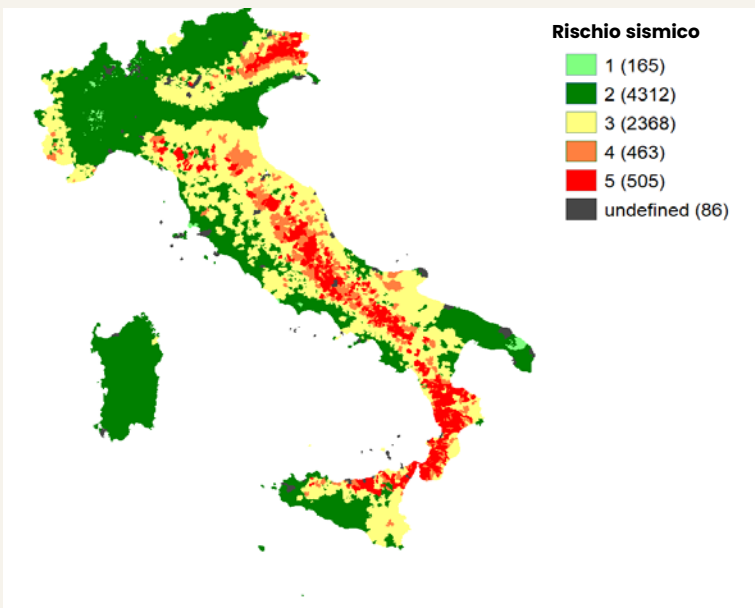 Rischio sismico
1 (165)
2 (4312)
3 (2368)
4 (463)
5 (505)
undefined (86)